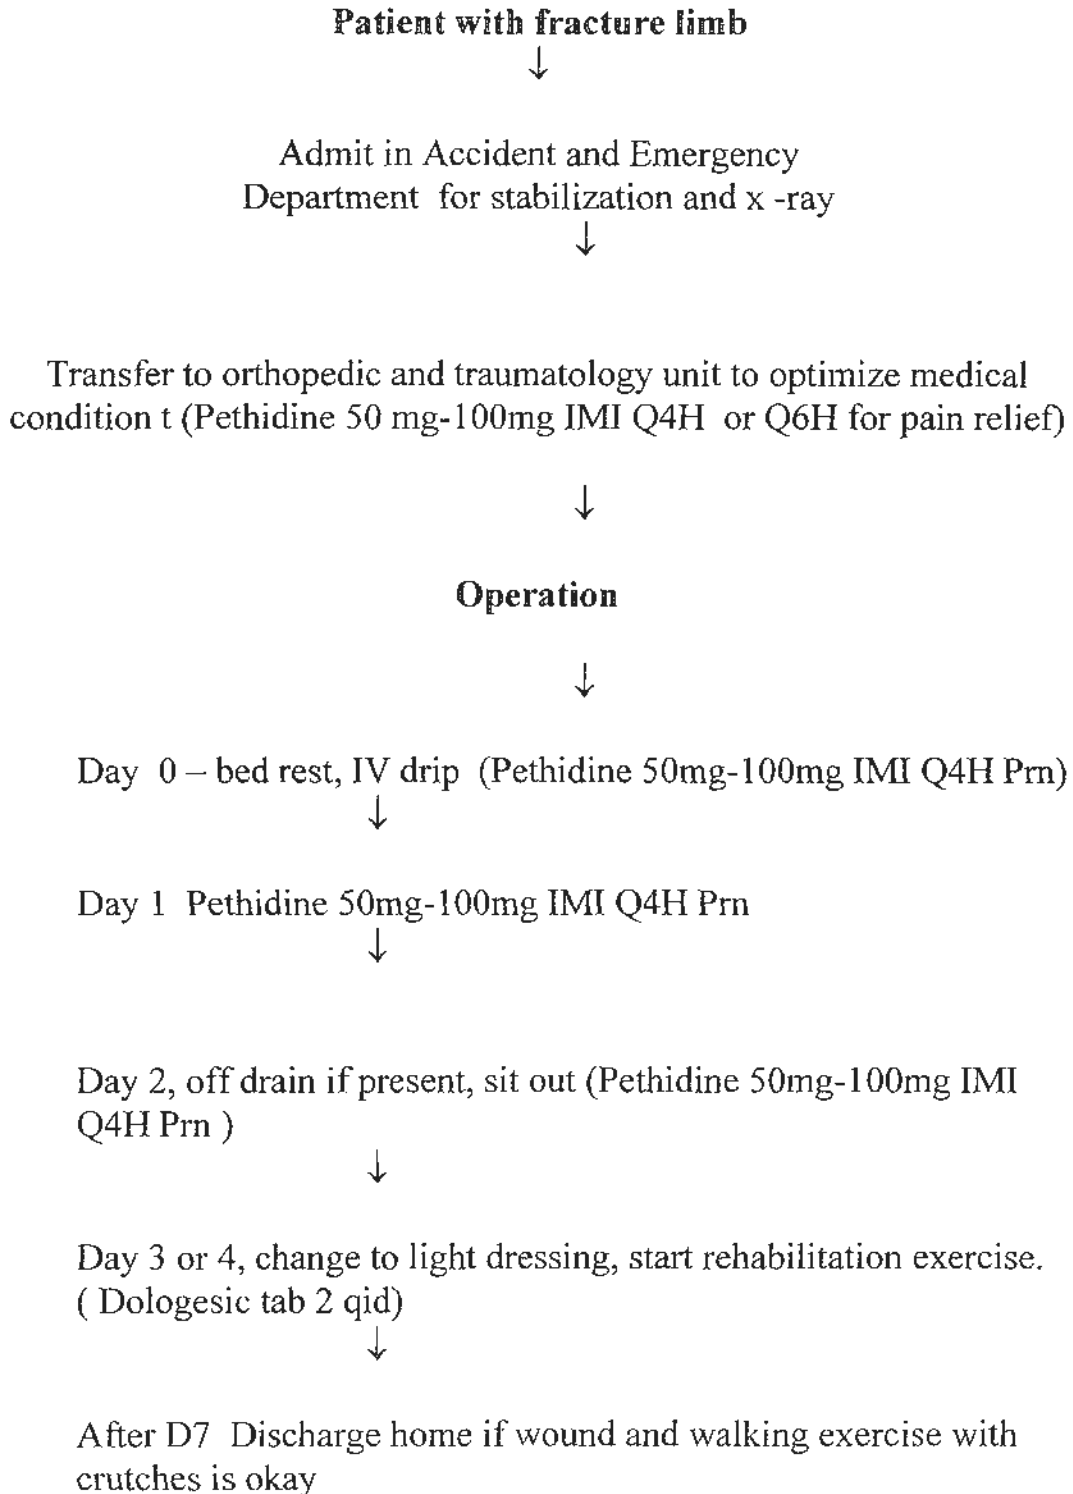 Patient with fracture limb
↓
Admit in Accident and Emergency
Department for stabilization and x -ray
↓
Transfer to orthopedic and traumatology unit to optimize medical
condition t (Pethidine 50 mg-100mg IMI Q4H or Q6H for pain relief)
↓
Operation
↓
Day 0 – bed rest, IV drip (Pethidine 50mg-100mg IMI Q4H Prn)
↓
Day 1 Pethidine 50mg-100mg IMI Q4H Prn
↓
Day 2, off drain if present, sit out (Pethidine 50mg-100mg IMI
Q4H Prn )
↓
Day 3 or 4, change to light dressing, start rehabilitation exercise.
( Dologesic tab 2 qid)
↓
After D7 Discharge home if wound and walking exercise with
crutches is okay